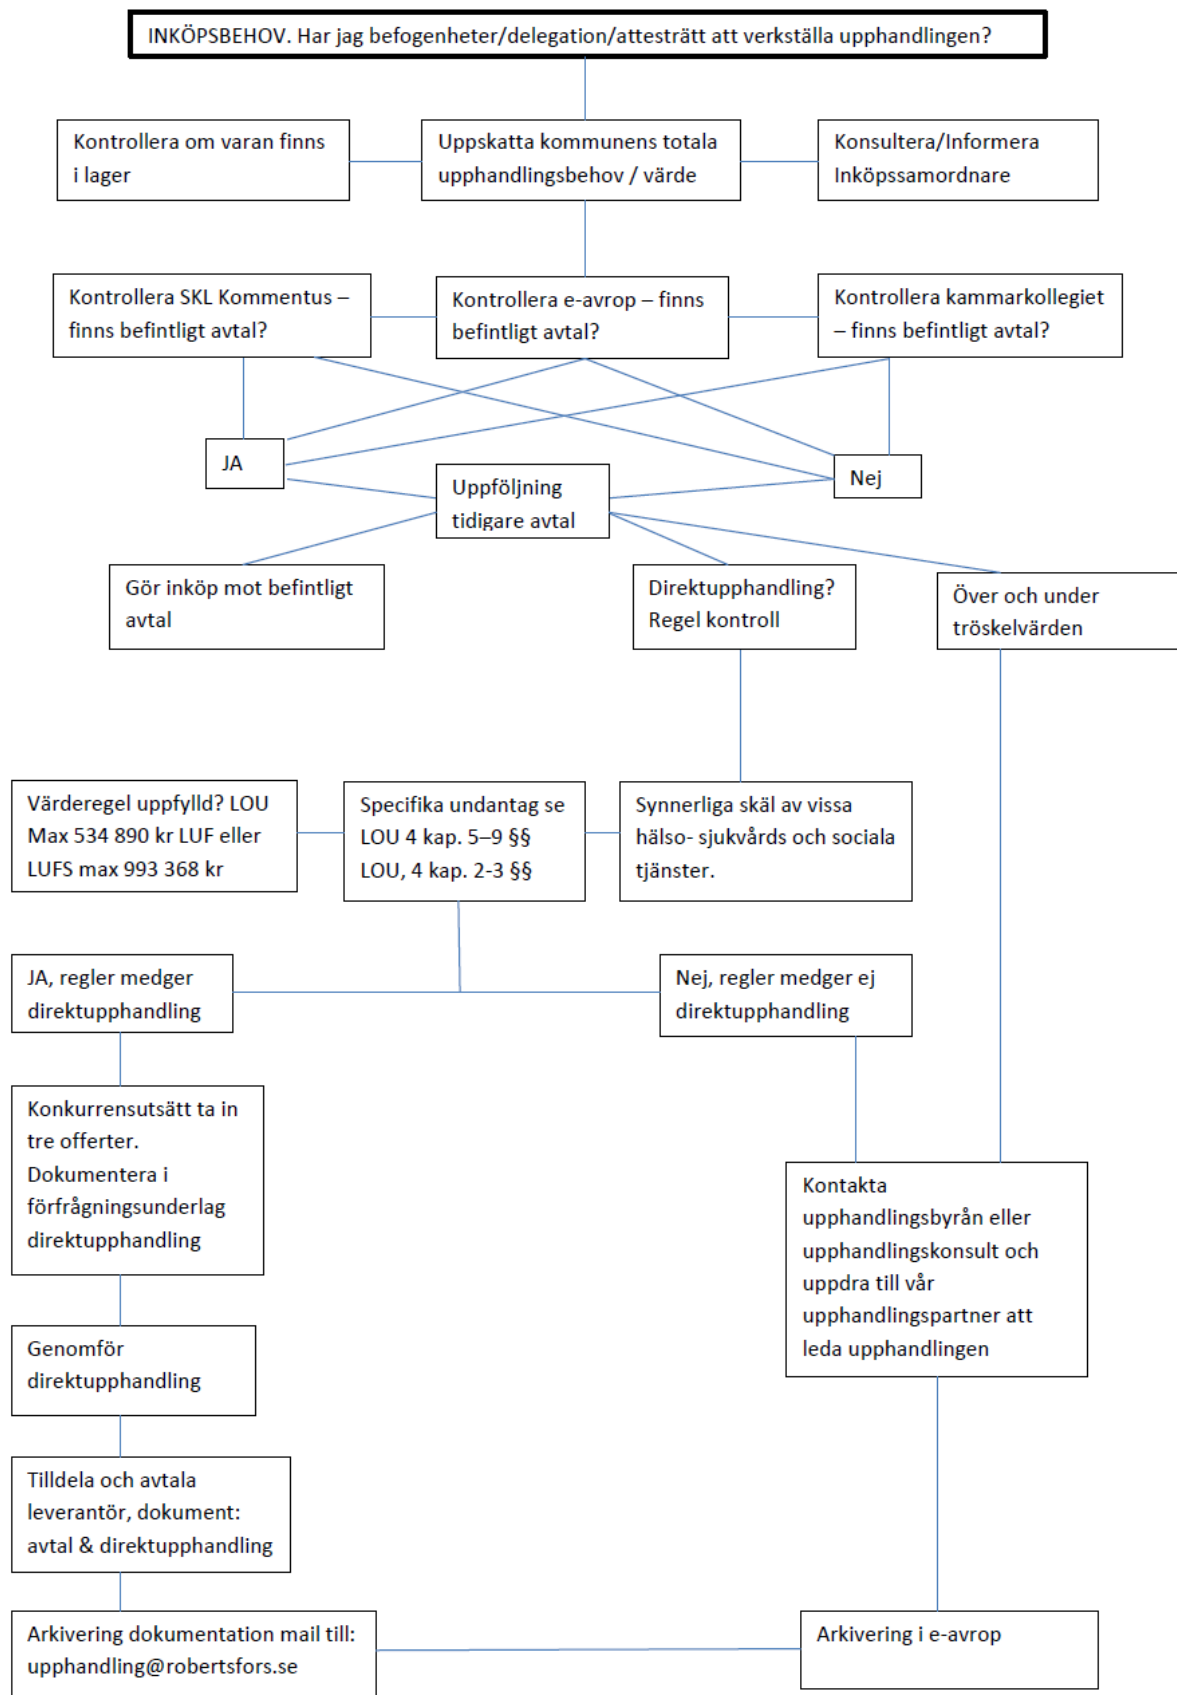 INKÖPSBEHOV. Har jag befogenheter/delegation/attesträtt att verkställa upphandlingen?
Kontrollera om varan finns
i lager
Uppskatta kommunens totala
upphandlingsbehov / värde
Konsultera/Informera
Inköpssamordnare
Kontrollera SKL Kommentus –
finns befintligt avtal?
Kontrollera e-avrop – finns
befintligt avtal?
Kontrollera kammarkollegiet
– finns befintligt avtal?
JA
Nej
Uppföljning
tidigare avtal
Gör inköp mot befintligt
avtal
Direktupphandling?
Regel kontroll
Över och under
tröskelvärden
Värderegel uppfylld? LOU
Max 534 890 kr LUF eller
LUFS max 993 368 kr
Specifika undantag se
LOU 4 kap. 5–9 §§
LOU, 4 kap. 2-3 §§
Synnerliga skäl av vissa
hälso- sjukvårds och sociala
tjänster.
JA, regler medger
direktupphandling
Nej, regler medger ej
direktupphandling
Konkurrensutsätt ta in
tre offerter.
Dokumentera i
förfrågningsunderlag
direktupphandling
Kontakta
upphandlingsbyrån eller
upphandlingskonsult och
uppdra till vår
upphandlingspartner att
leda upphandlingen
Genomför
direktupphandling
Tilldela och avtala
leverantör, dokument:
avtal & direktupphandling
Arkivering dokumentation mail till:
upphandling@robertsfors.se
Arkivering i e-avrop